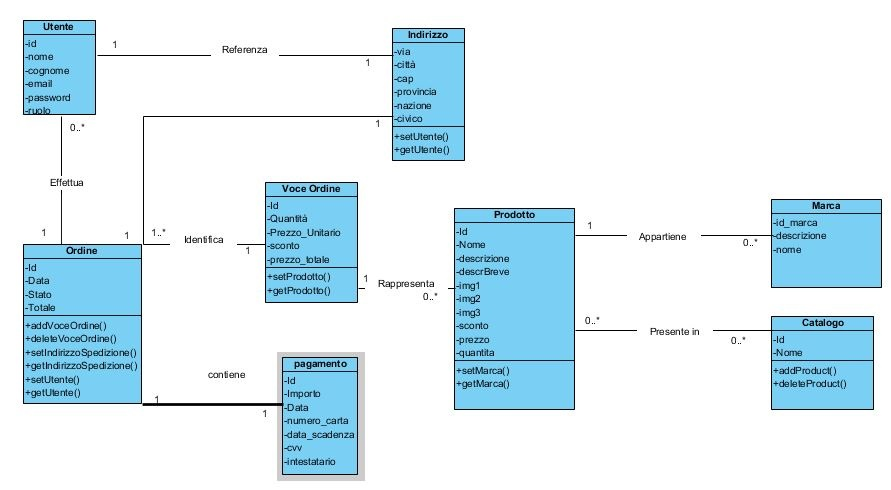 Utente
-id
-nome
-cognome
-email
-password
-ruolo
1
Referenza
1
Indirizzo
-via
-città
-cap
-provincia
-nazione
-civico
+setUtente()
+getUtente()
0..*
Effettua
1
1
1
1..*
Identifica
1
Ordine
-Id
-Data
-Stato
-Totale
+addVoceOrdine()
+deleteVoceOrdine()
+setIndirizzoSpedizione()
+getIndirizzoSpedizione()
+setUtente()
+getUtente()
Voce Ordine
-Id
-Quantità
-Prezzo_Unitario
-sconto
-prezzo_totale
+setProdotto()
+getProdotto()
1
Rappresenta
0..*
Prodotto
-Id
-Nome
-descrizione
-descrBreve
-img1
-img2
-img3
-sconto
-prezzo
-quantita
+setMarca()
+getMarca()
1
Appartiene
0..*
Marca
-id_marca
-descrizione
-nome
0..*
Presente in
0..*
Catalogo
-Id
-Nome
+addProduct()
+deleteProduct()
contiene
1
1
pagamento
-Id
-Importo
-Data
-numero_carta
-data_scadenza
-cvv
-intestatario